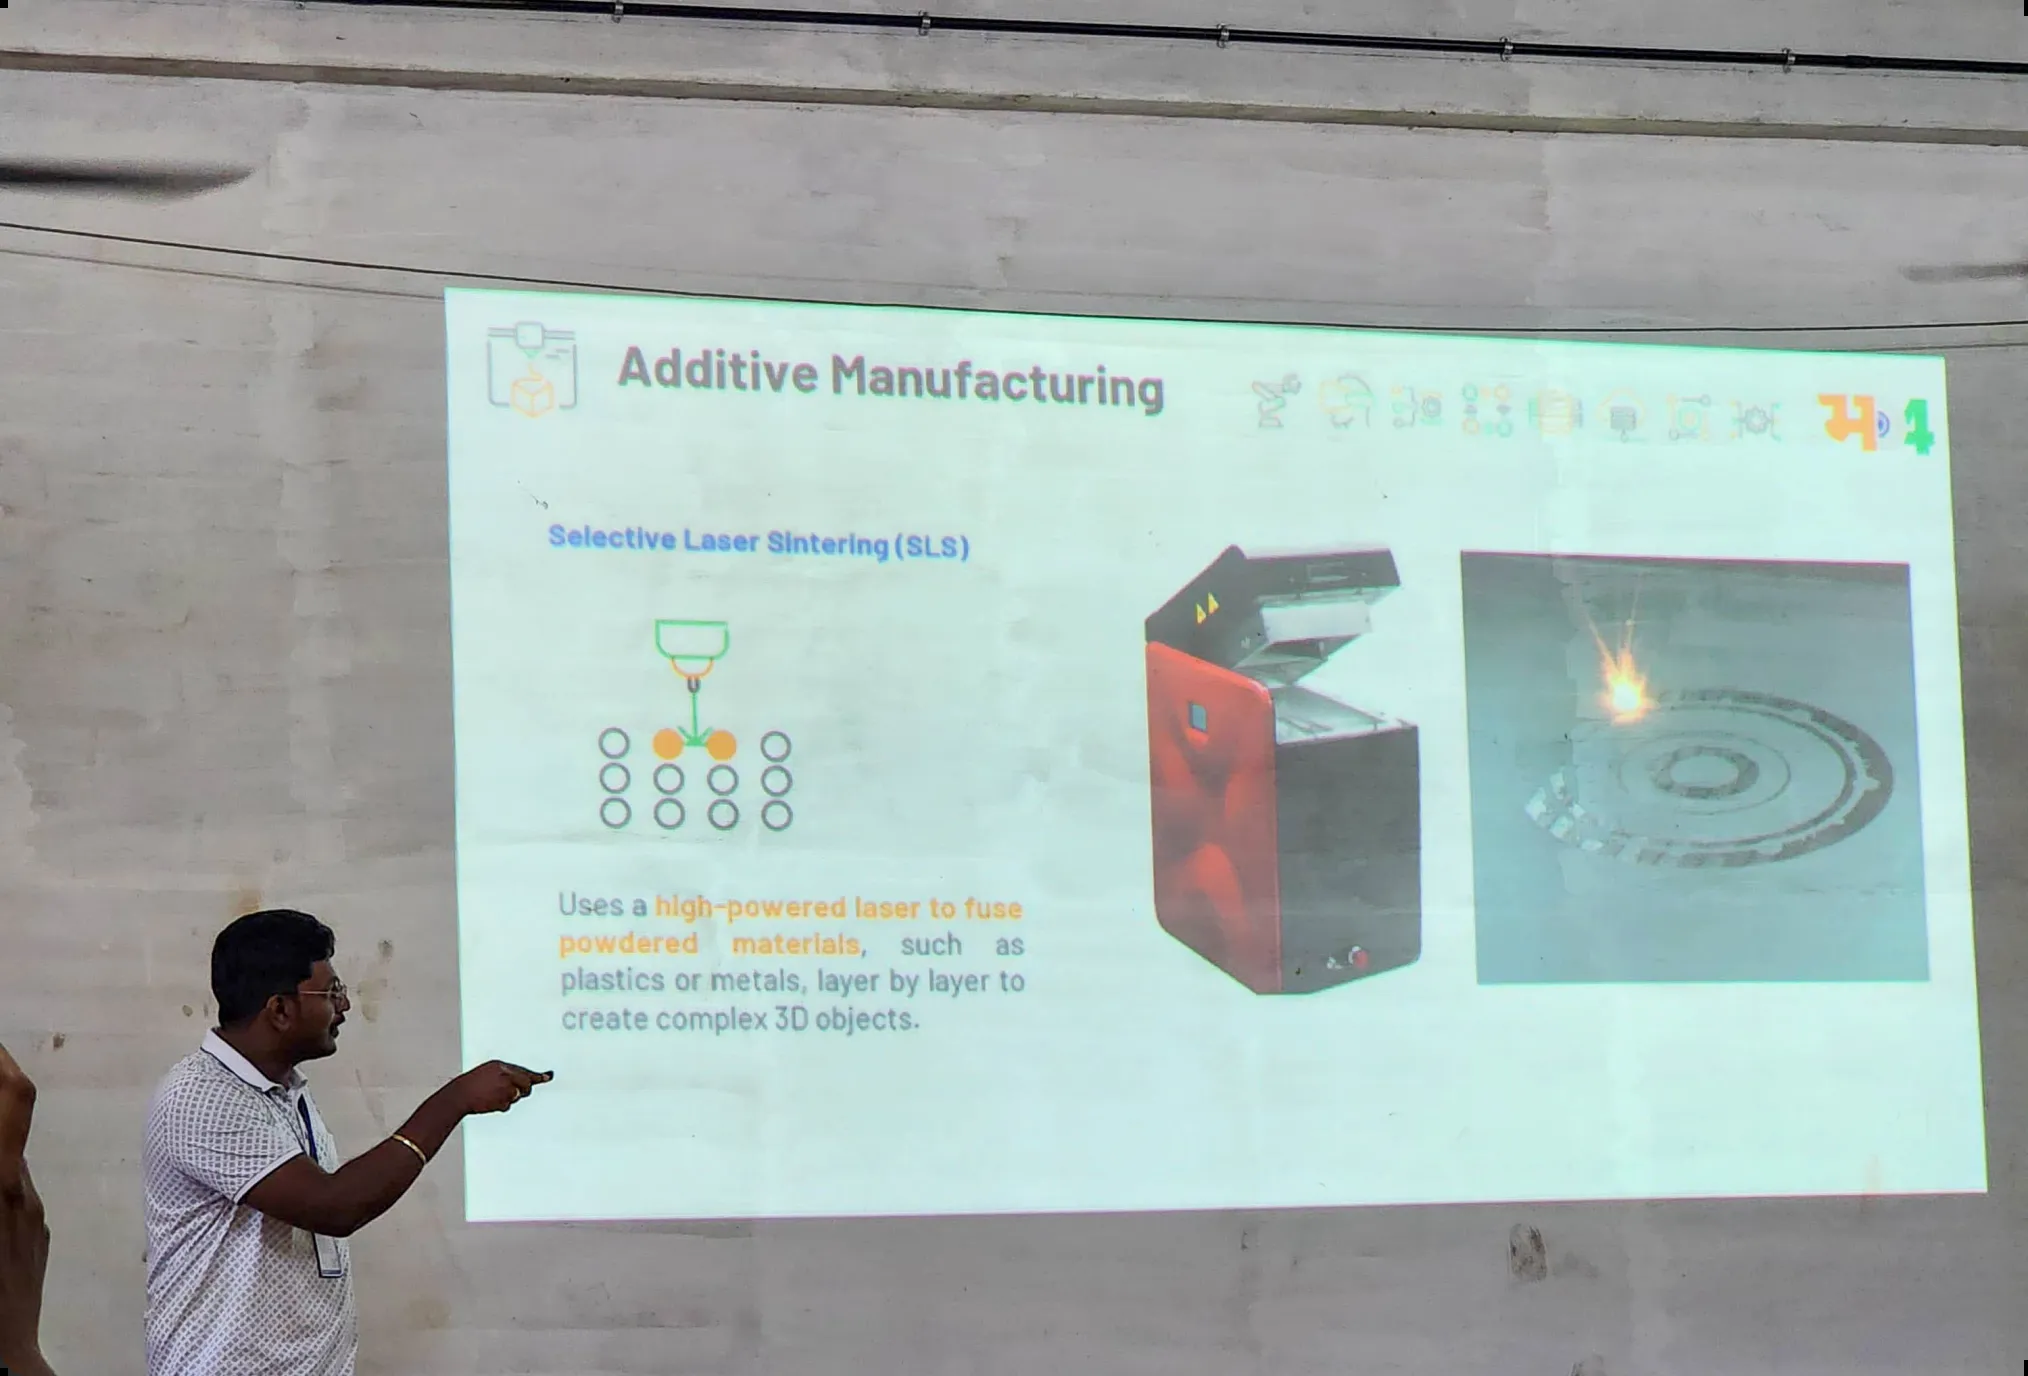 Additive Manufacturing
Selective Laser Sintering (SLS)
Uses a high-powered laser to fuse
powdered materials, such as
plastics or metals, layer by layer to
create complex 3D objects.